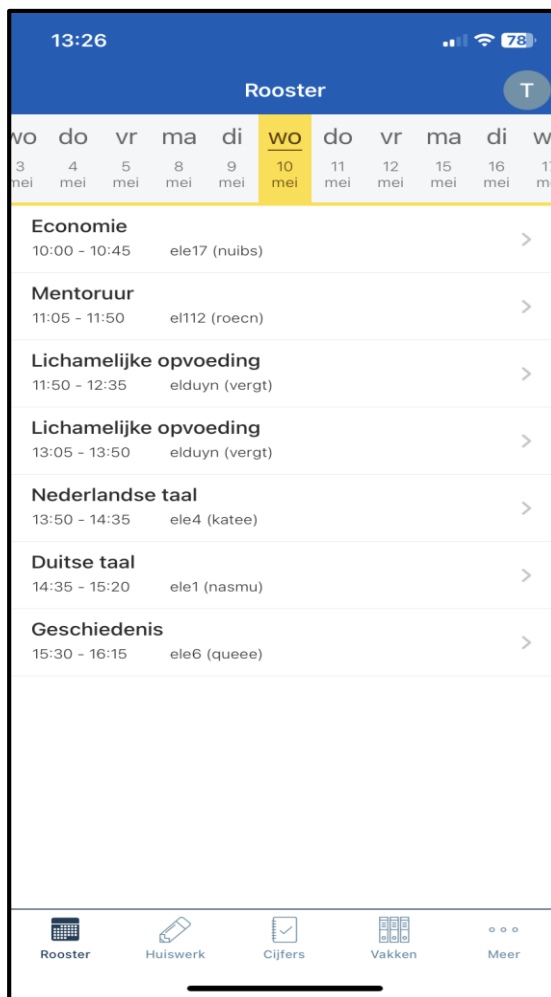 13:26 78
Rooster T
wo do vr ma di wo do vr ma di w
3 4 5 8 9 10 11 12 15 16 17
mei mei mei mei mei mei mei mei mei mei m
Economie
10:00 - 10:45 ele17 (nuibs)
Mentoruur
11:05 - 11:50 el112 (roecn)
Lichamelijke opvoeding
11:50 - 12:35 elduyn (vergt)
Lichamelijke opvoeding
13:05 - 13:50 elduyn (vergt)
Nederlandse taal
13:50 - 14:35 ele4 (katee)
Duitse taal
14:35 - 15:20 ele1 (nasmu)
Geschiedenis
15:30 - 16:15 ele6 (queee)
Rooster Huiswerk Cijfers Vakken Meer